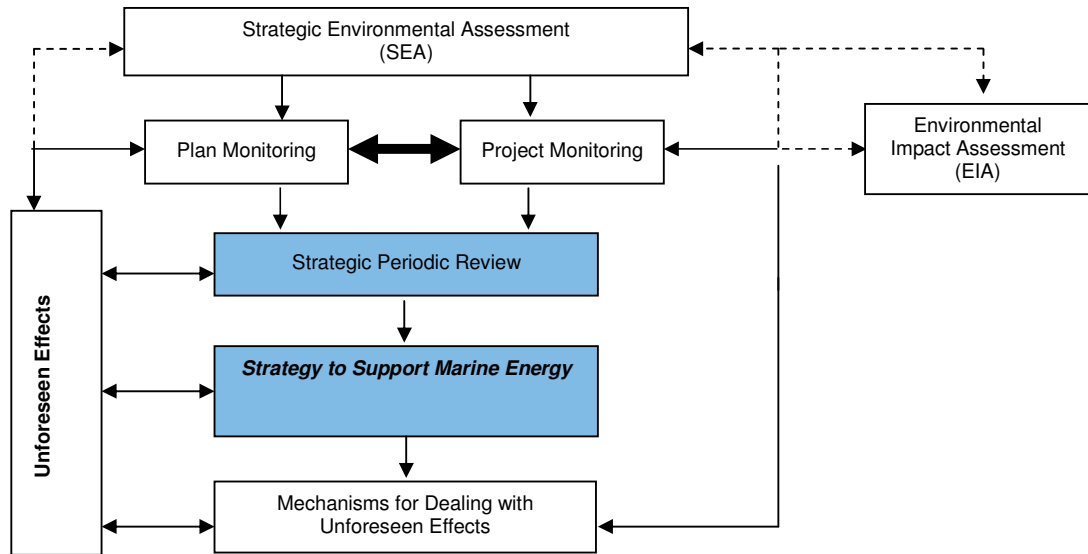 Strategic Environmental Assessment
(SEA)
Plan Monitoring
Project Monitoring
Environmental
Impact Assessment
(EIA)
Strategic Periodic Review
Strategy to Support Marine Energy
Unforeseen Effects
Mechanisms for Dealing with
Unforeseen Effects